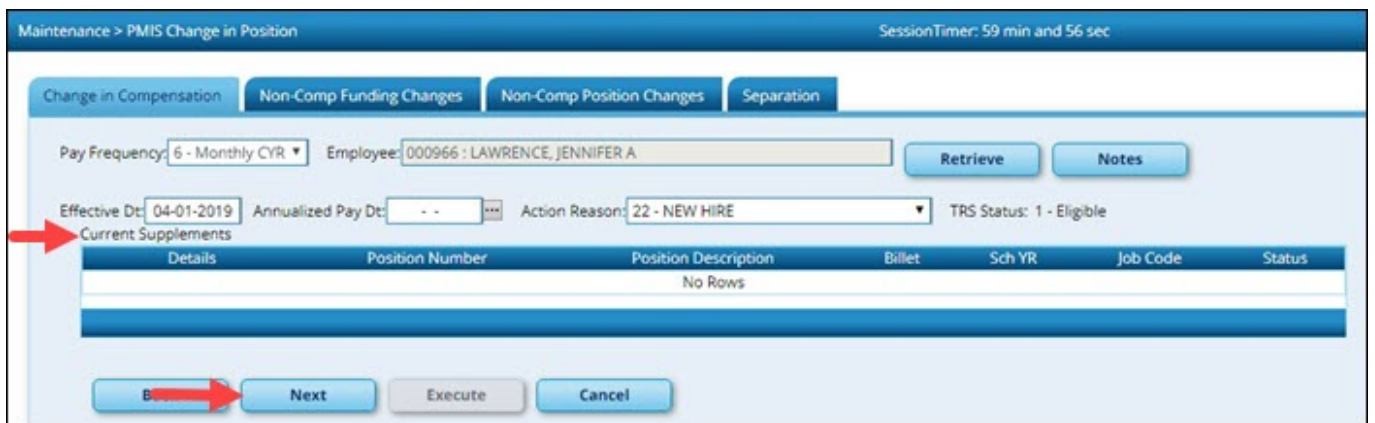 Maintenance > PMIS Change in Position SessionTimer: 59 min and 56 sec
Change in Compensation Non-Comp Funding Changes Non-Comp Position Changes Separation
Pay Frequency: 6 - Monthly CYR Employee: 000966 : LAWRENCE, JENNIFER A Retrieve Notes
Effective Dt: 04-01-2019 Annualized Pay Dt: - - ... Action Reason: 22 - NEW HIRE TRS Status: 1 - Eligible
Current Supplements
Details Position Number Position Description Billet Sch YR Job Code Status
No Rows
Next Execute Cancel